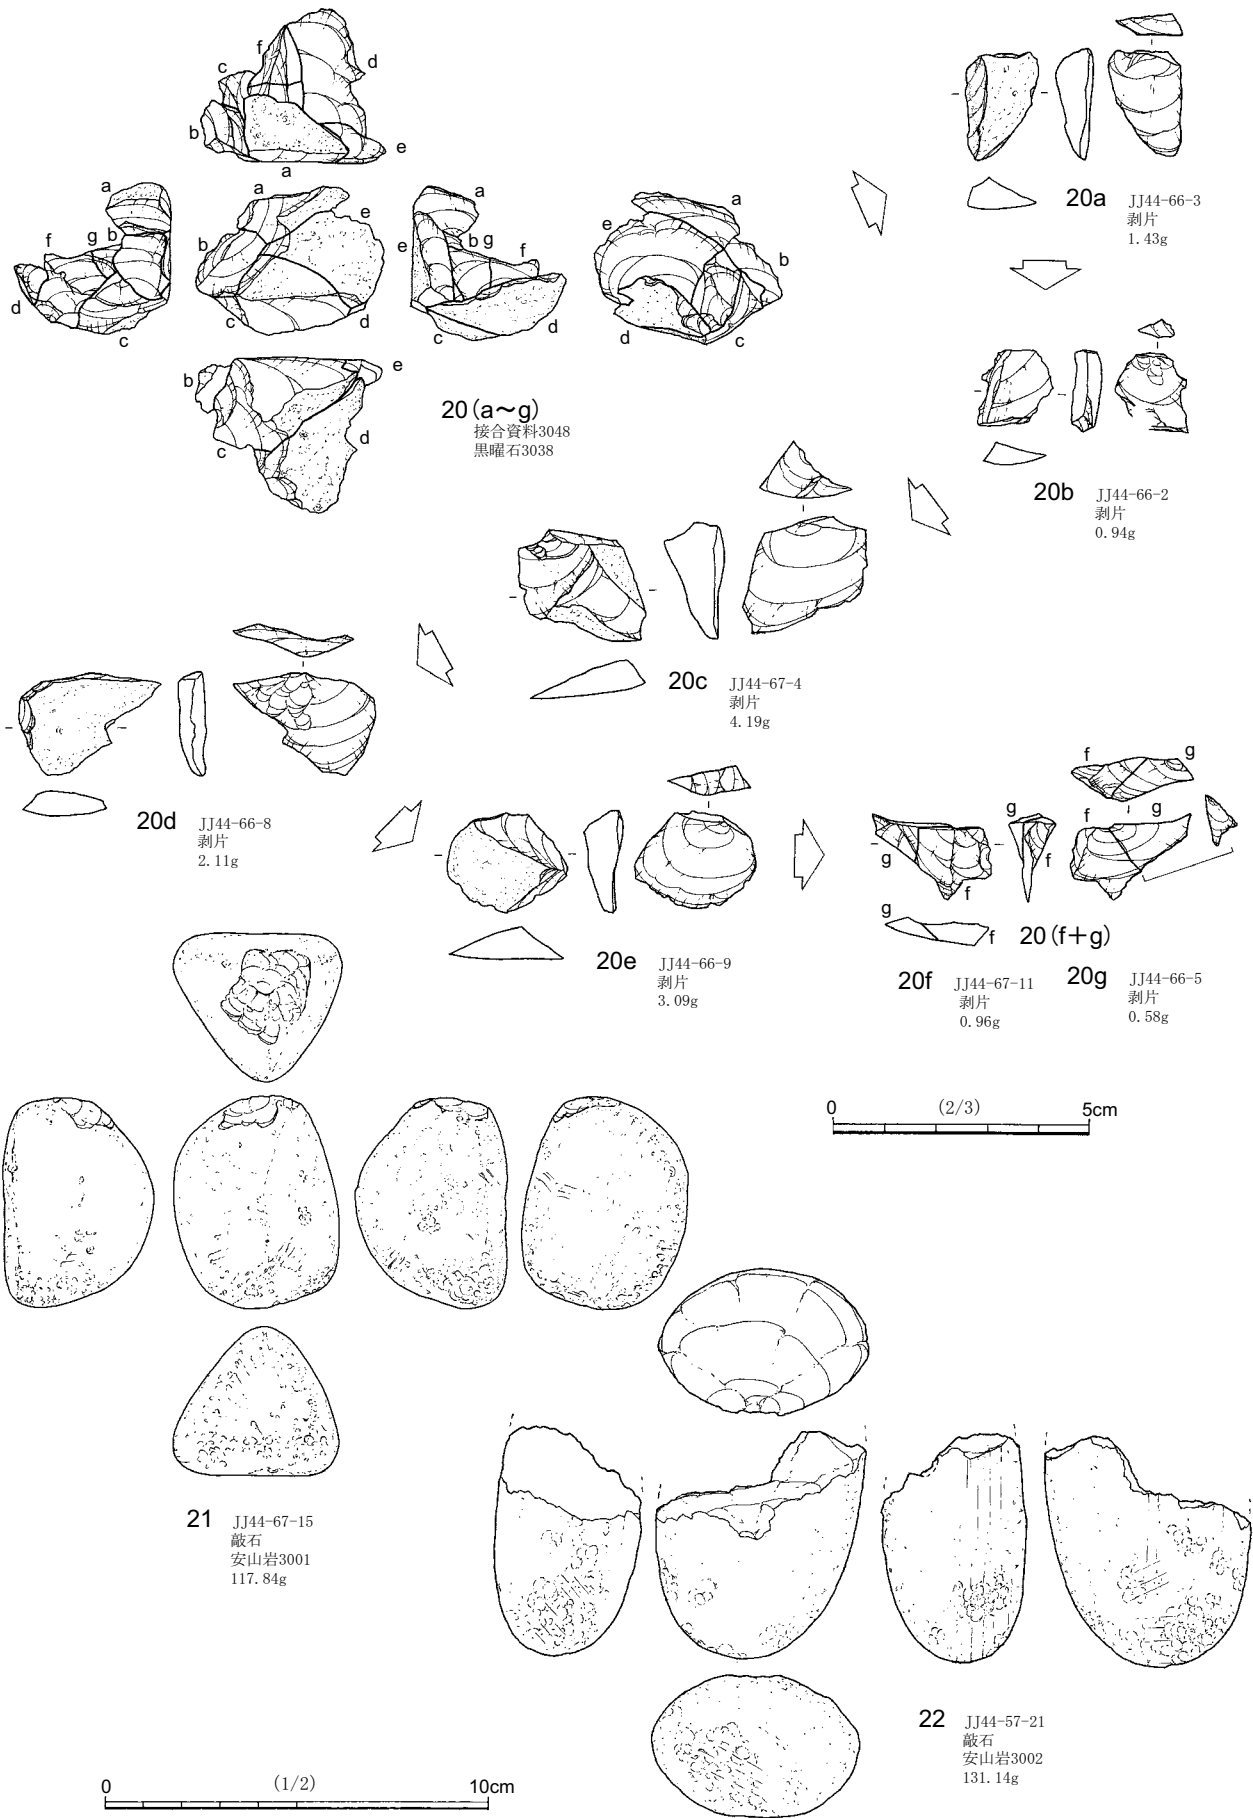 f
c
d
b
e
a
a
f
g
b
d
c
a
e
b
c
d
a
e
b
g
f
c
d
a
e
b
d
c
b
e
c
d
20(a～g)
接合資料3048
黒曜石3038
20a
JJ44-66-3
剥片
1.43g
20b
JJ44-66-2
剥片
0.94g
20c
JJ44-67-4
剥片
4.19g
20d
JJ44-66-8
剥片
2.11g
20e
JJ44-66-9
剥片
3.09g
f
g
g
f
g
g
f
f
g
f
20(f＋g)
20f
JJ44-67-11
剥片
0.96g
20g
JJ44-66-5
剥片
0.58g
0
(2/3)
5cm
21
JJ44-67-15
敲石
安山岩3001
117.84g
22
JJ44-57-21
敲石
安山岩3002
131.14g
0
(1/2)
10cm